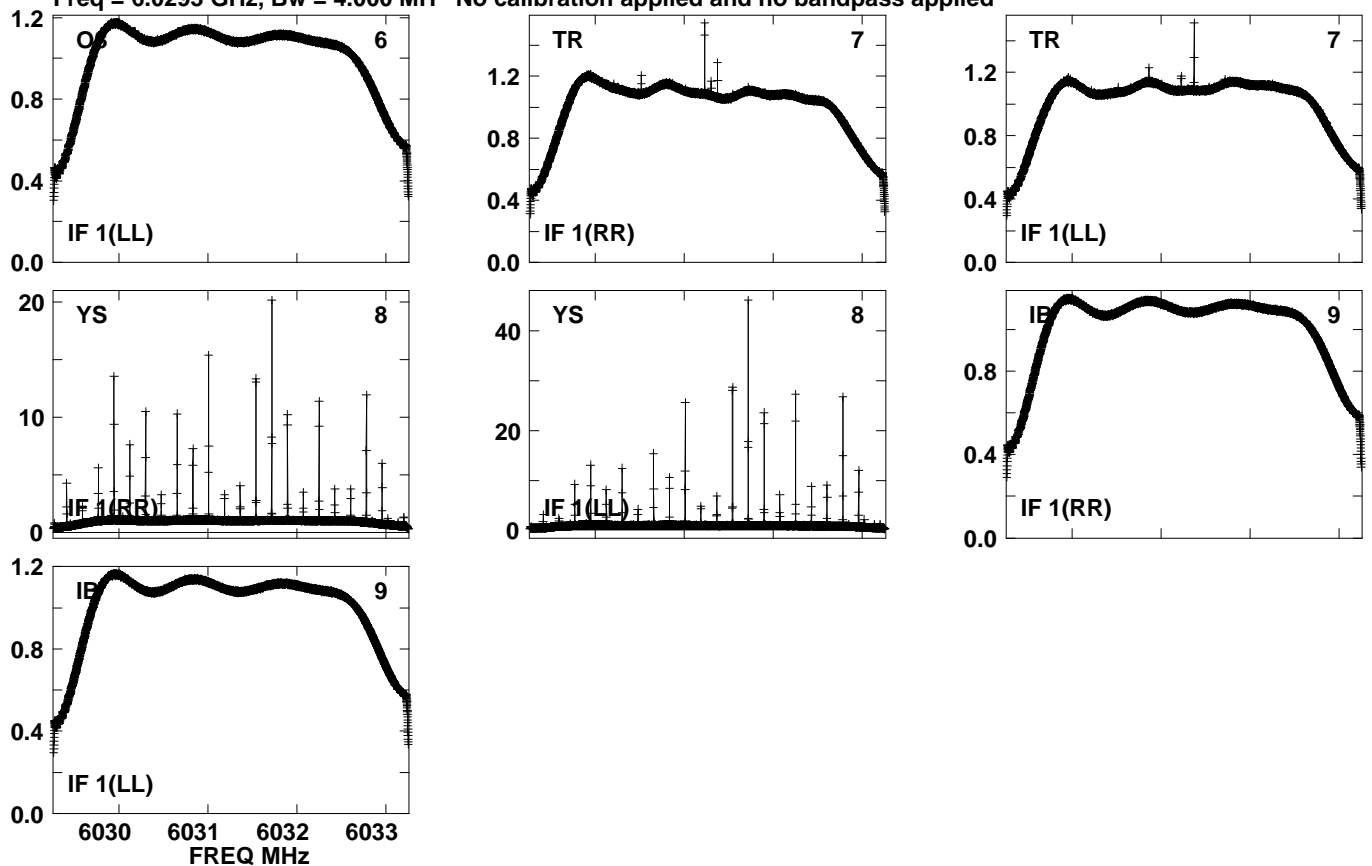 Freq = 6.0293 GHz, Bw = 4.000 MH No calibration applied and no bandpass applied
1.2
0.8
0.4
0.0
6
IF 1(LL)
TR 7
1.2
0.8
0.4
0.0
IF 1(RR)
TR 7
1.2
0.8
0.4
0.0
IF 1(LL)
20
10
0
YS 8
IF 1(RR)
40
20
0
YS 8
IF 1(LL)
0.8
0.4
0.0
IB 9
IF 1(RR)
1.2
0.8
0.4
0.0
IB 9
IF 1(LL)
6030 6031 6032 6033
FREQ MHz